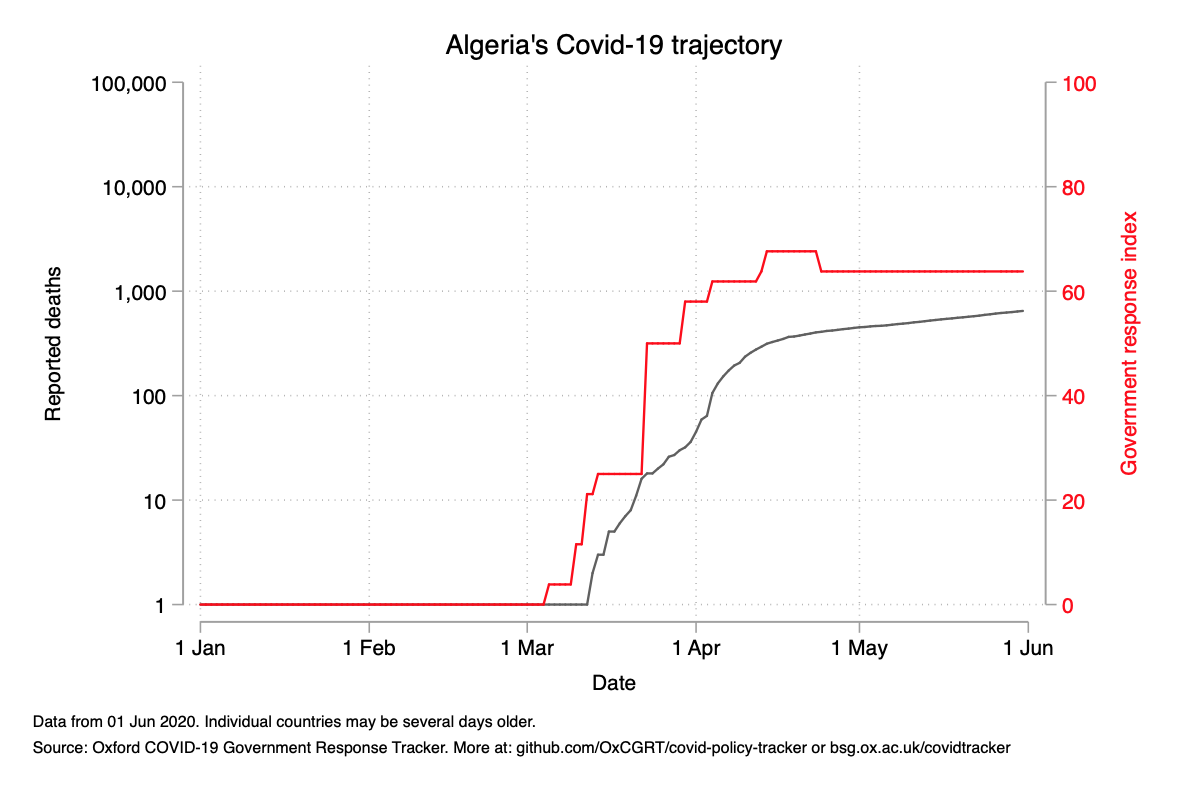 Algeria's Covid-19 trajectory
100,000
10,000
1,000
100
10
1
Reported deaths
100
80
60
40
20
0
Government response index
1 Jan 1 Feb 1 Mar 1 Apr 1 May 1 Jun
Date
Data from 01 Jun 2020. Individual countries may be several days older.
Source: Oxford COVID-19 Government Response Tracker. More at: github.com/OxCGRT/covid-policy-tracker or bsg.ox.ac.uk/covidtracker